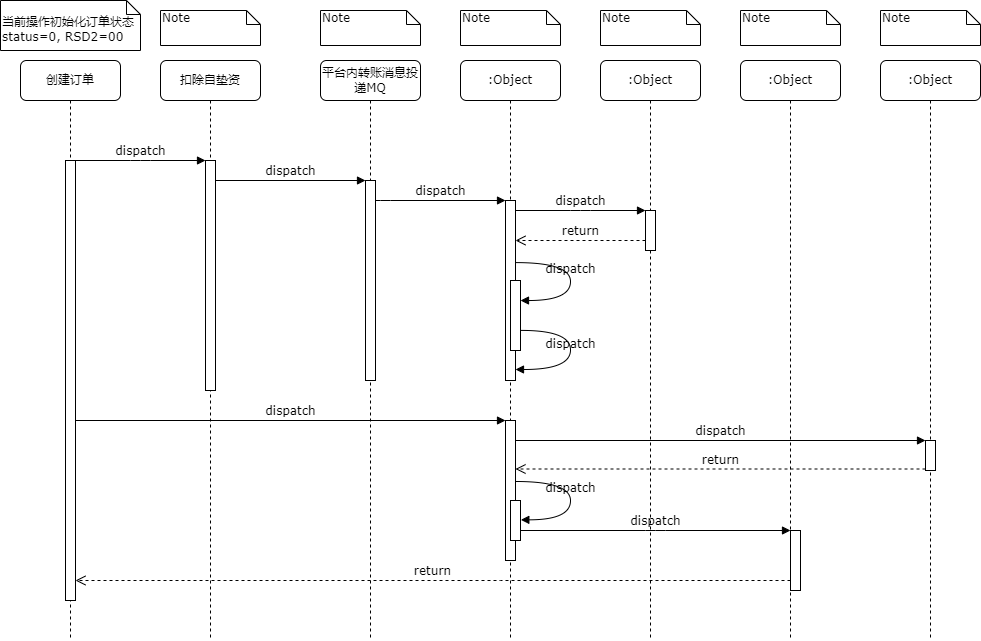 当前操作初始化订单状态
status=0, RSD2=00
Note
Note
Note
Note
Note
Note
创建订单
扣除自垫资
平台内转账消息投
递MQ
:Object
:Object
:Object
:Object
dispatch
dispatch
dispatch
dispatch
return
dispatch
dispatch
dispatch
dispatch
return
dispatch
dispatch
return